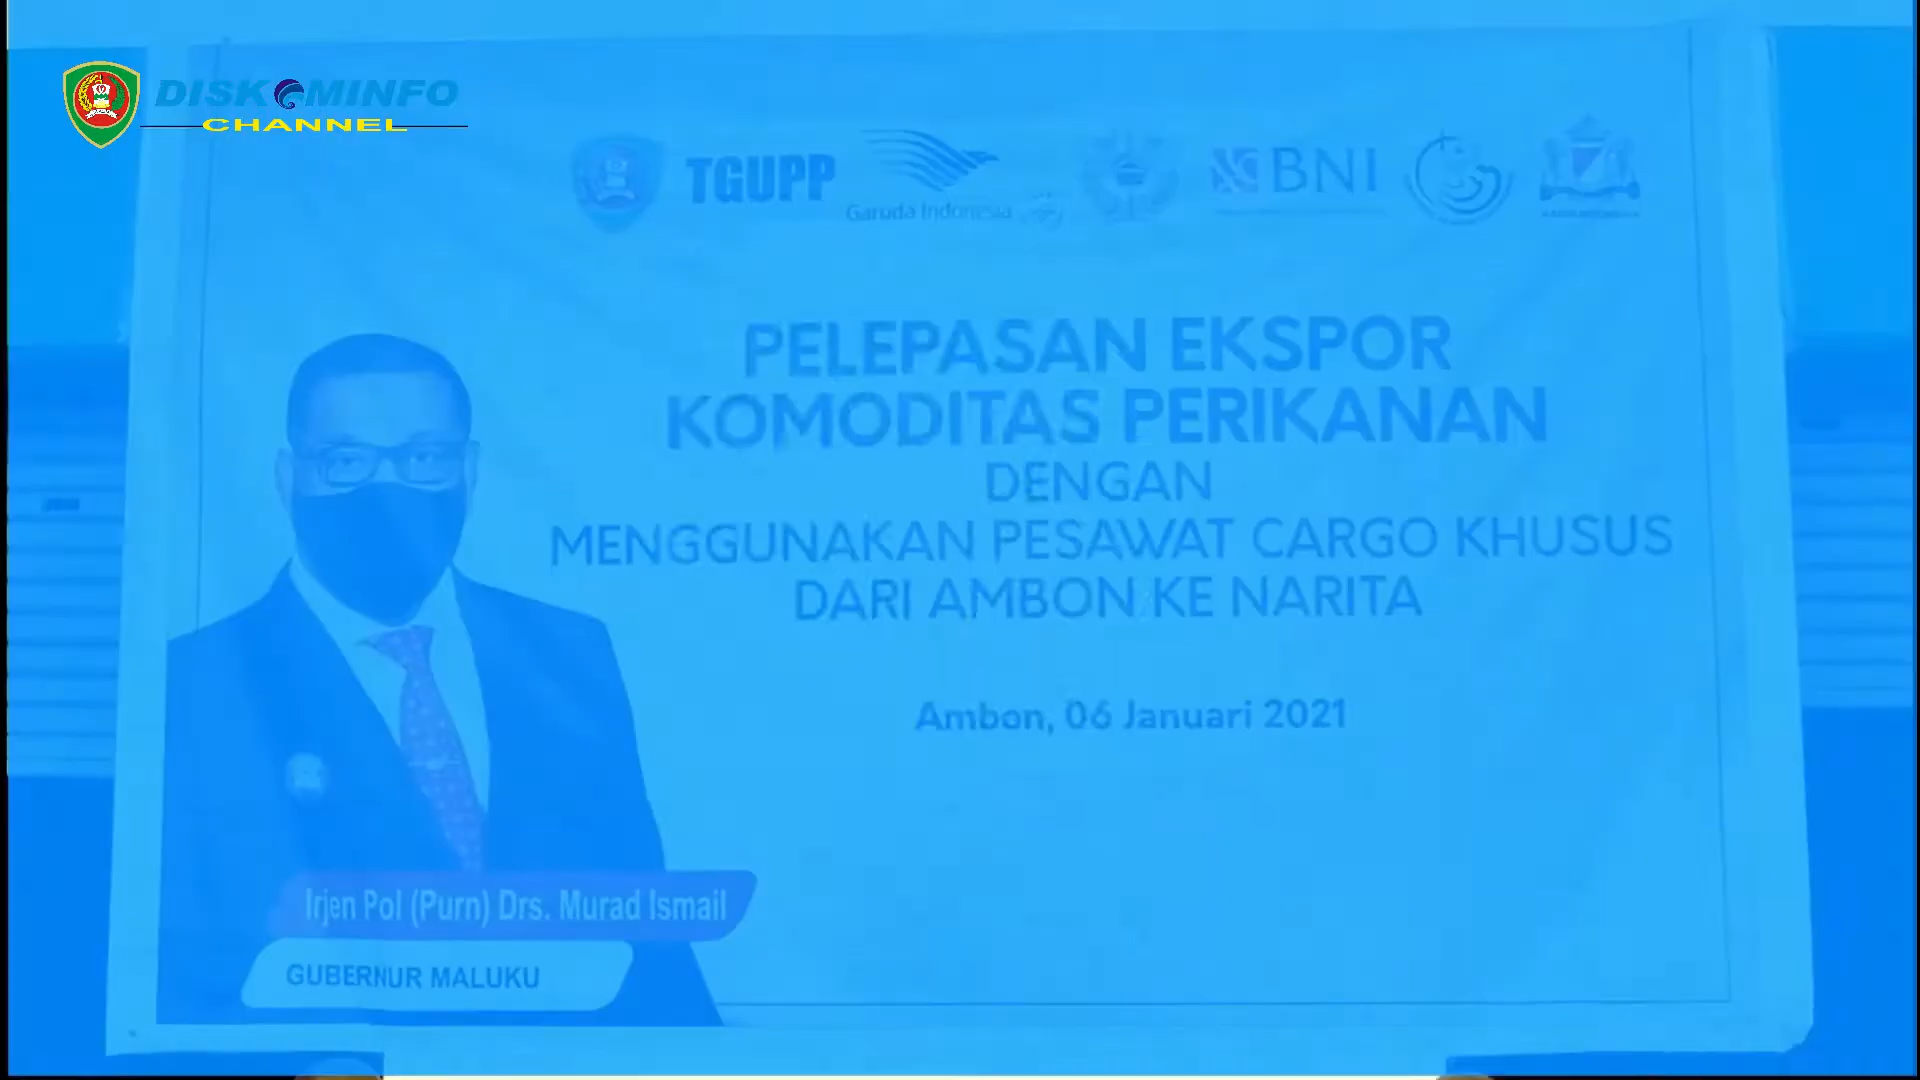 DISKOMINFO
CHANNEL
TGUPP
Garuda Indonesia
BNI
PELEPASAN EKSPOR
KOMODITAS PERIKANAN
DENGAN
MENGGUNAKAN PESAWAT CARGO KHUSUS
DARI AMBON KE NARITA
Ambon, 06 Januari 2021
Irjen Pol (Purn) Drs. Murad Ismail
GUBERNUR MALUKU